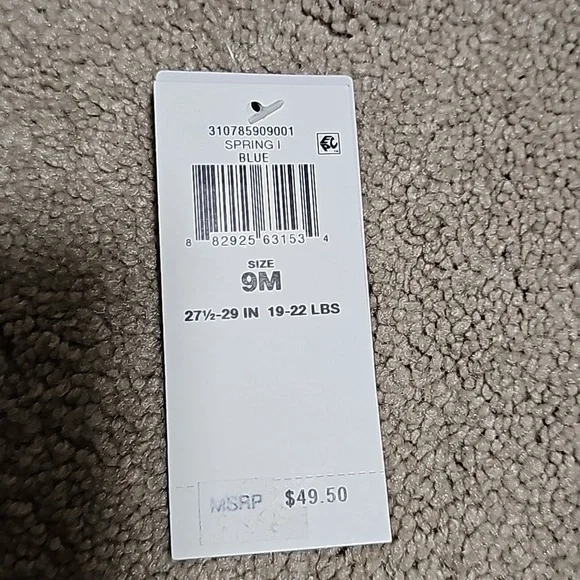 310785909001
SPRING I
BLUE
8 82925 63153 4
SIZE
9M
27½-29 IN 19-22 LBS
MSRP $49.50